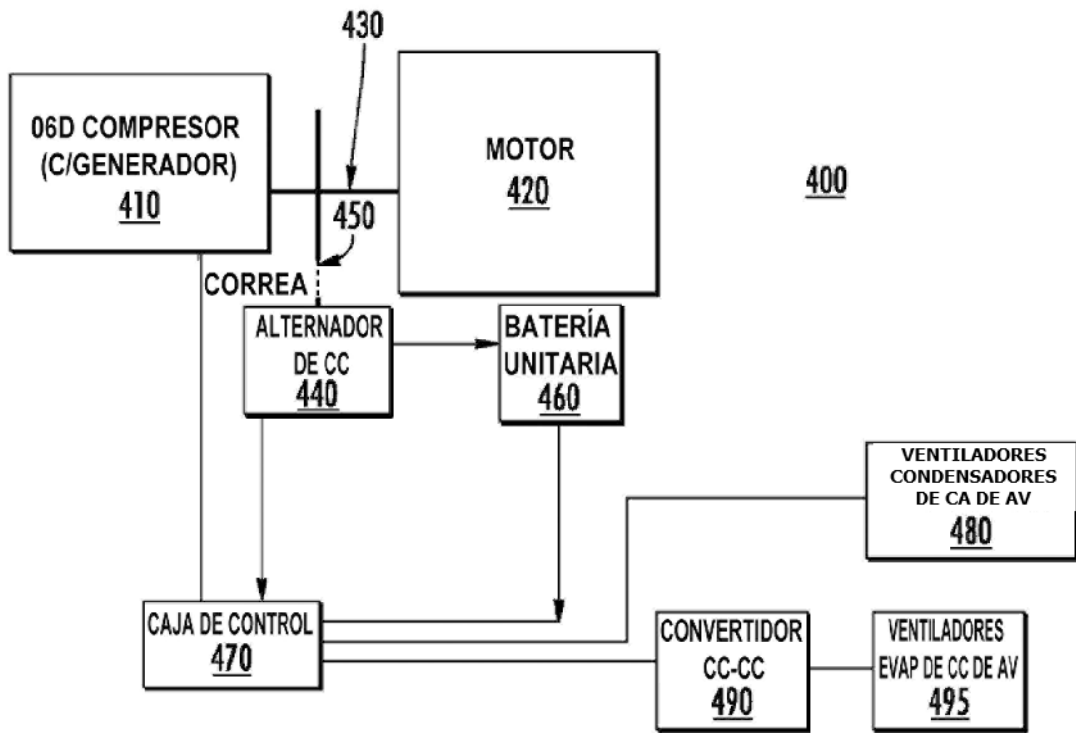 430
06D COMPRESOR
(C/GENERADOR)
410
MOTOR
420
400
450
CORREA
ALTERNADOR
DE CC
440
BATERÍA
UNITARIA
460
VENTILADORES
CONDENSADORES
DE CA DE AV
480
CAJA DE CONTROL
470
CONVERTIDOR
CC-CC
490
VENTILADORES
EVAP DE CC DE AV
495